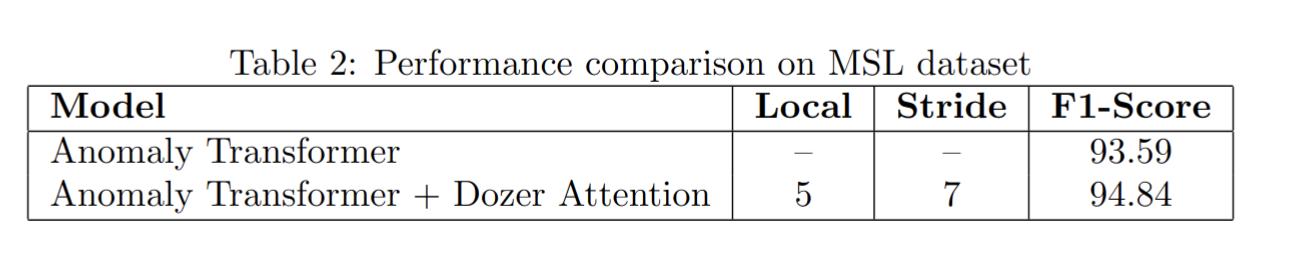 Table 2: Performance comparison on MSL dataset
Model Local Stride F1-Score
Anomaly Transformer – – 93.59
Anomaly Transformer + Dozer Attention 5 7 94.84